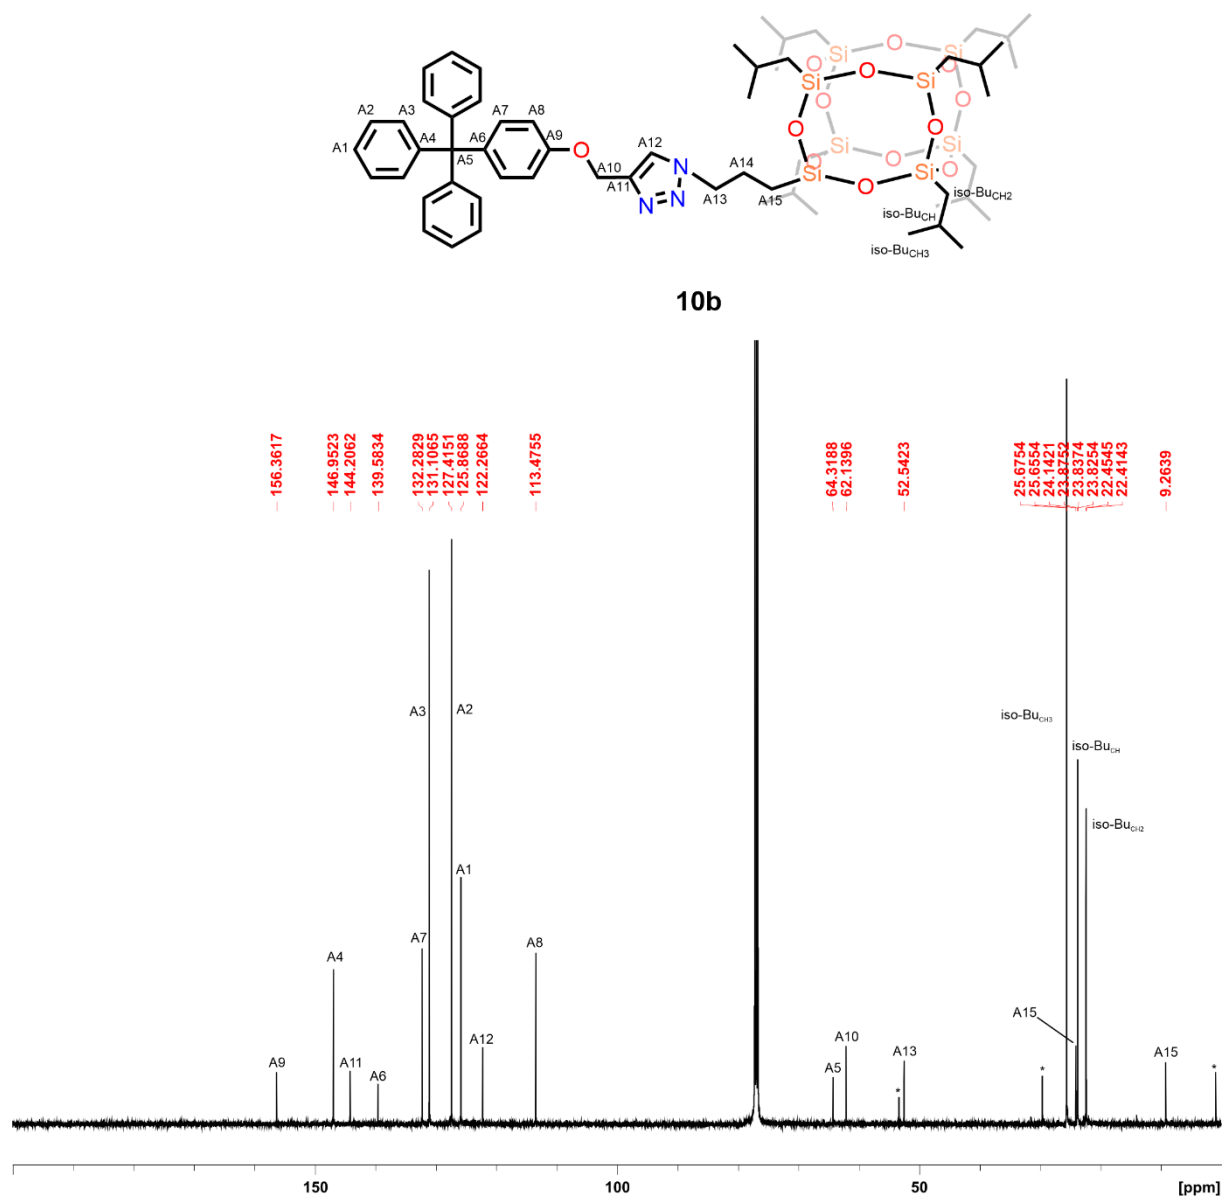 Si O Si
Si O Si
O O O O
O O
Si O Si
O O
Si O Si
A1 A2 A3 A4 A5 A6 A7 A8 A9 O A10 A11 A12 N N N A13 A14 A15
iso-BuCH2
iso-BuCH
iso-BuCH3
10b
156.3617
146.9523
144.2062
139.5834
132.2829
131.1065
127.4151
125.8688
122.2664
113.4755
64.3188
62.1396
52.5423
25.6754
25.6554
24.1421
23.8752
23.8374
23.8254
22.4545
22.4143
9.2639
A3
A2
iso-BuCH3
iso-BuCH
iso-BuCH2
A1
A7
A8
A4
A15
A12
A10
A9
A11
A6
A5
*
A13
*
A15
*
150
100
50
[ppm]